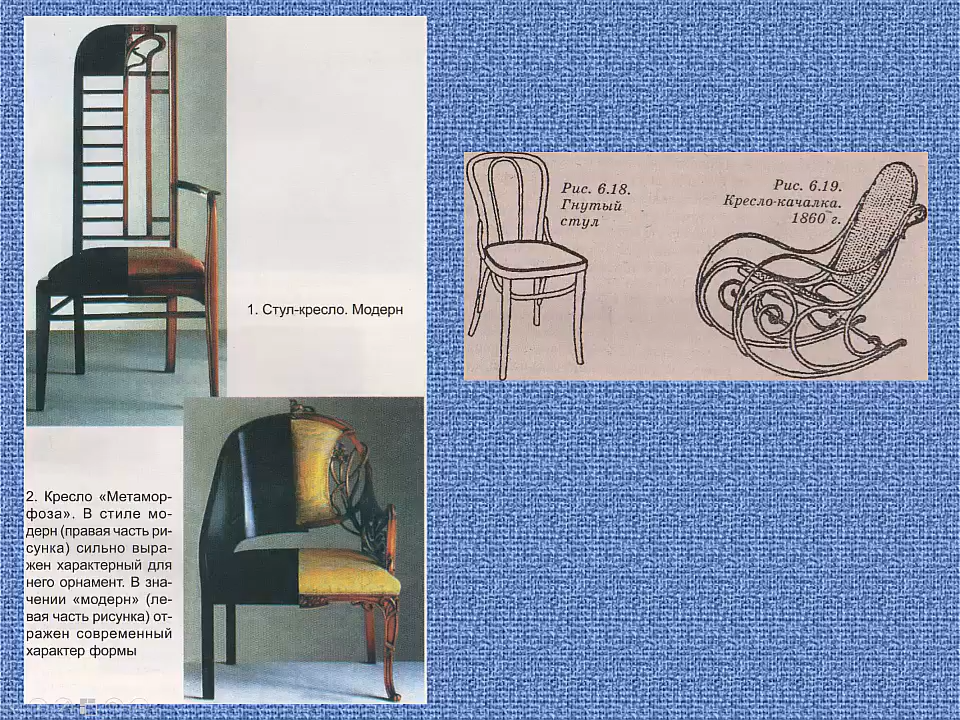 1. Стул-кресло. Модерн
2. Кресло «Метамор-
фоза». В стиле мо-
дерн (правая часть ри-
сунка) сильно выра-
жен характерный для
него орнамент. В зна-
чении «модерн» (ле-
вая часть рисунка) от-
ражен современный
характер формы
Рис. 6.18.
Гнутый
стул
Рис. 6.19.
Кресло-качалка.
1860 г.